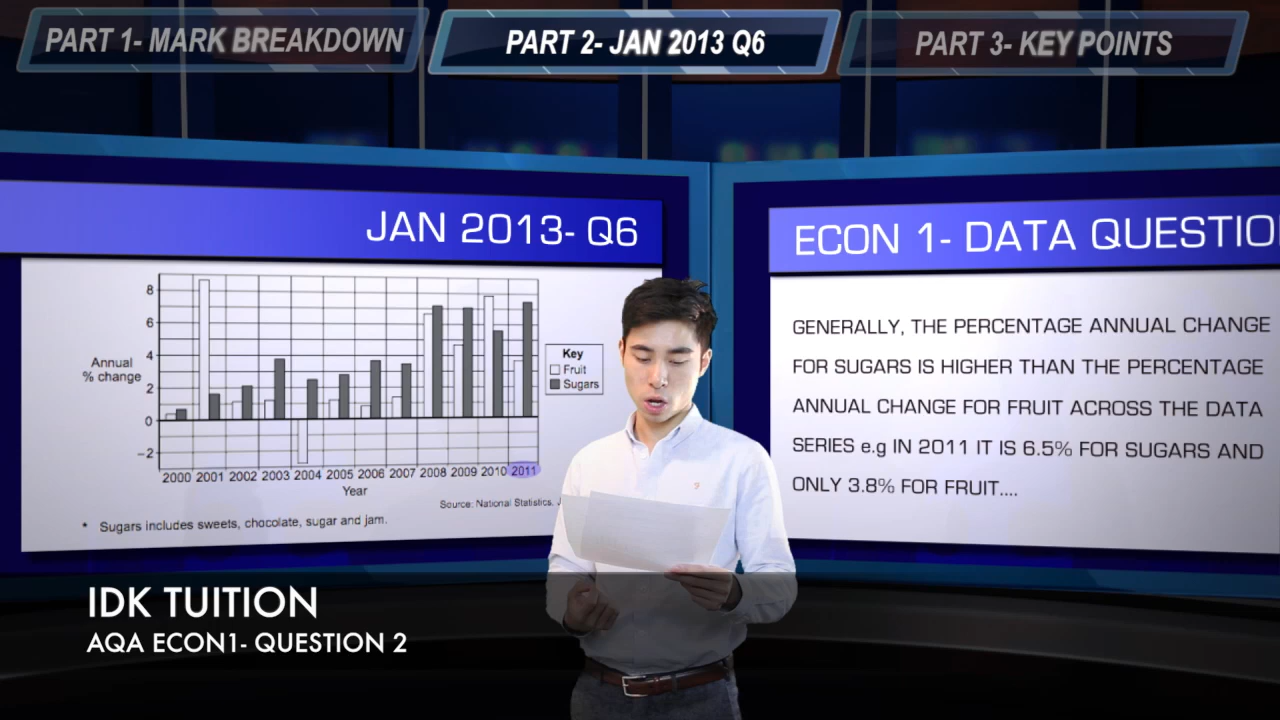 PART 1- MARK BREAKDOWN
PART 2- JAN 2013 Q6
PART 3- KEY POINTS
JAN 2013- Q6
8
6
4
2
0
−2
Annual
% change
Key
Fruit
Sugars
2000 2001 2002 2003 2004 2005 2006 2007 2008 2009 2010 2011
Year
Source: National Statistics,
* Sugars includes sweets, chocolate, sugar and jam.
ECON 1- DATA QUESTIO
GENERALLY, THE PERCENTAGE ANNUAL CHANGE
FOR SUGARS IS HIGHER THAN THE PERCENTAGE
ANNUAL CHANGE FOR FRUIT ACROSS THE DATA
SERIES e.g IN 2011 IT IS 6.5% FOR SUGARS AND
ONLY 3.8% FOR FRUIT....
IDK TUITION
AQA ECON1- QUESTION 2